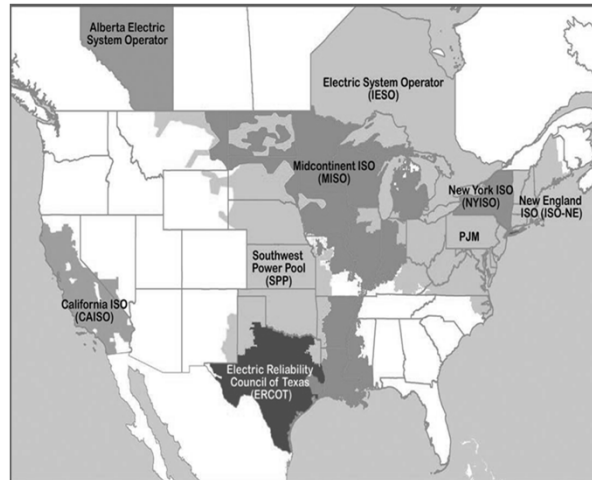 Alberta Electric
System Operator
Electric System Operator
(IESO)
Midcontinent ISO
(MISO)
New York ISO
(NYISO)
New England
ISO (ISO-NE)
PJM
Southwest
Power Pool
(SPP)
California ISO
(CAISO)
Electric Reliability
Council of Texas
(ERCOT)